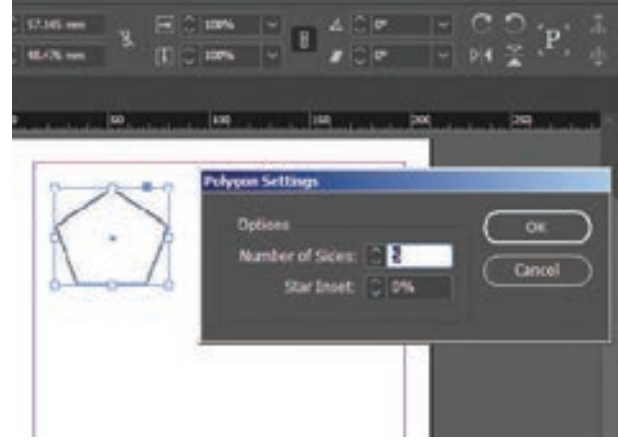 57.145 mm 100% 0°
100% 0°
P
50 100 150 200 250
Polygon Settings
Options
Number of Sides: 5
Star Inset: 0%
OK
Cancel